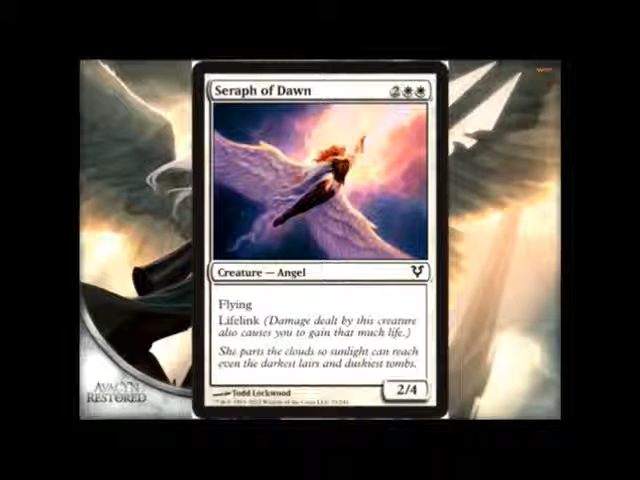 Seraph of Dawn 2
Creature — Angel
Flying
Lifelink (Damage dealt by this creature
also causes you to gain that much life.)
She parts the clouds so sunlight can reach
even the darkest lairs and duskiest tombs.
2/4
Todd Lockwood
AVACYN
RESTORED